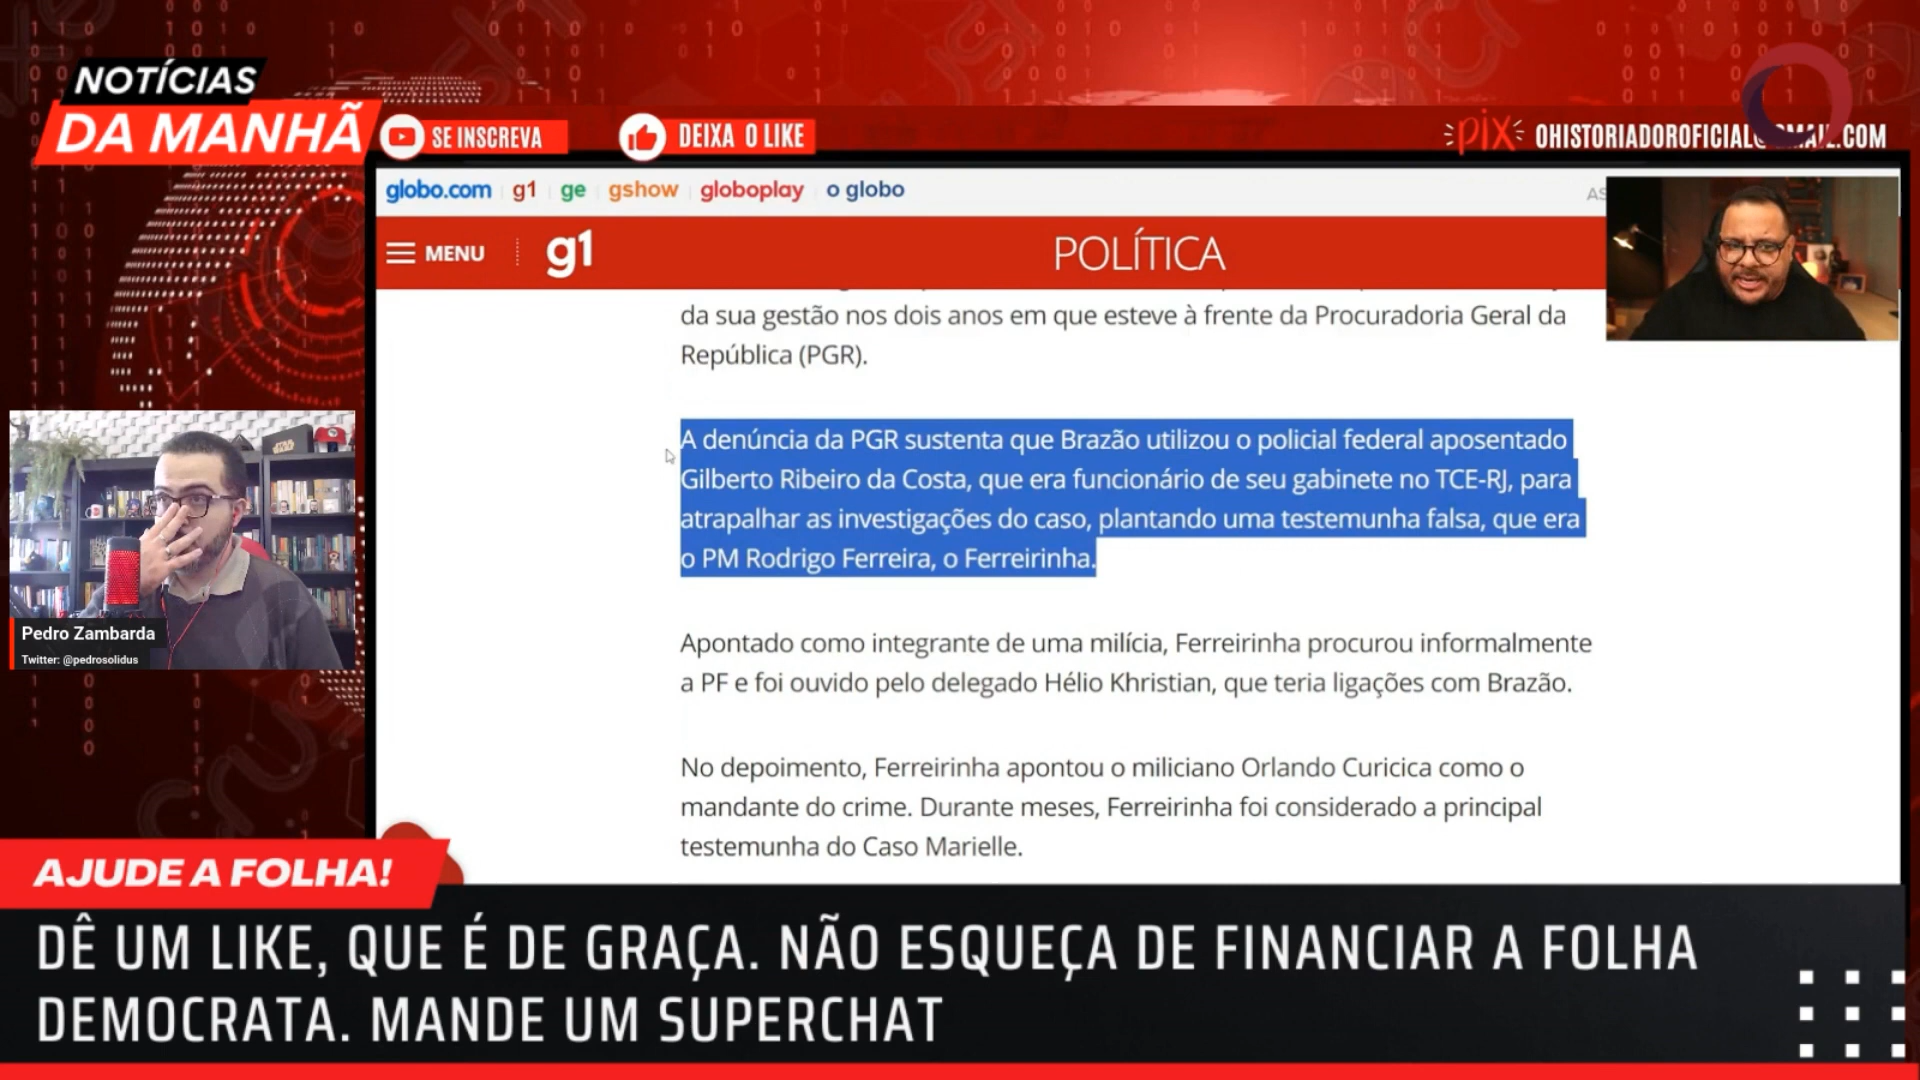 NOTÍCIAS
DA MANHÃ
SE INSCREVA
DEIXA O LIKE
PIX OHISTORIADOROFICIAL@GMAIL.COM
globo.com g1 ge gshow globoplay o globo
AS
MENU g1 POLÍTICA
da sua gestão nos dois anos em que esteve à frente da Procuradoria Geral da
República (PGR).
A denúncia da PGR sustenta que Brazão utilizou o policial federal aposentado
Gilberto Ribeiro da Costa, que era funcionário de seu gabinete no TCE-RJ, para
atrapalhar as investigações do caso, plantando uma testemunha falsa, que era
o PM Rodrigo Ferreira, o Ferreirinha.
Apontado como integrante de uma milícia, Ferreirinha procurou informalmente
a PF e foi ouvido pelo delegado Hélio Khristian, que teria ligações com Brazão.
No depoimento, Ferreirinha apontou o miliciano Orlando Curicica como o
mandante do crime. Durante meses, Ferreirinha foi considerado a principal
testemunha do Caso Marielle.
Pedro Zambarda
Twitter: @pedrosolidus
AJUDE A FOLHA!
DÊ UM LIKE, QUE É DE GRAÇA. NÃO ESQUEÇA DE FINANCIAR A FOLHA
DEMOCRATA. MANDE UM SUPERCHAT